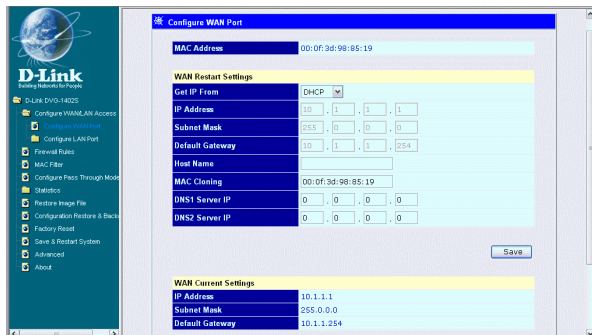 D-Link
Building Networks for People
D-Link DVG-1402S
Configure WAN/LAN Access
Configure WAN Port
Configure LAN Port
Firewall Rules
MAC Filter
Configure Pass Through Mode
Statistics
Restore Image File
Configuration Restore & Back
Factory Reset
Save & Restart System
Advanced
About
Configure WAN Port
MAC Address 00:0f:3d:98:85:19
WAN Restart Settings
Get IP From DHCP
IP Address 10 . 1 . 1 . 1
Subnet Mask 255 . 0 . 0 . 0
Default Gateway 10 . 1 . 1 . 254
Host Name
MAC Cloning 00:0f:3d:98:85:19
DNS1 Server IP 0 . 0 . 0 . 0
DNS2 Server IP 0 . 0 . 0 . 0
Save
WAN Current Settings
IP Address 10.1.1.1
Subnet Mask 255.0.0.0
Default Gateway 10.1.1.254